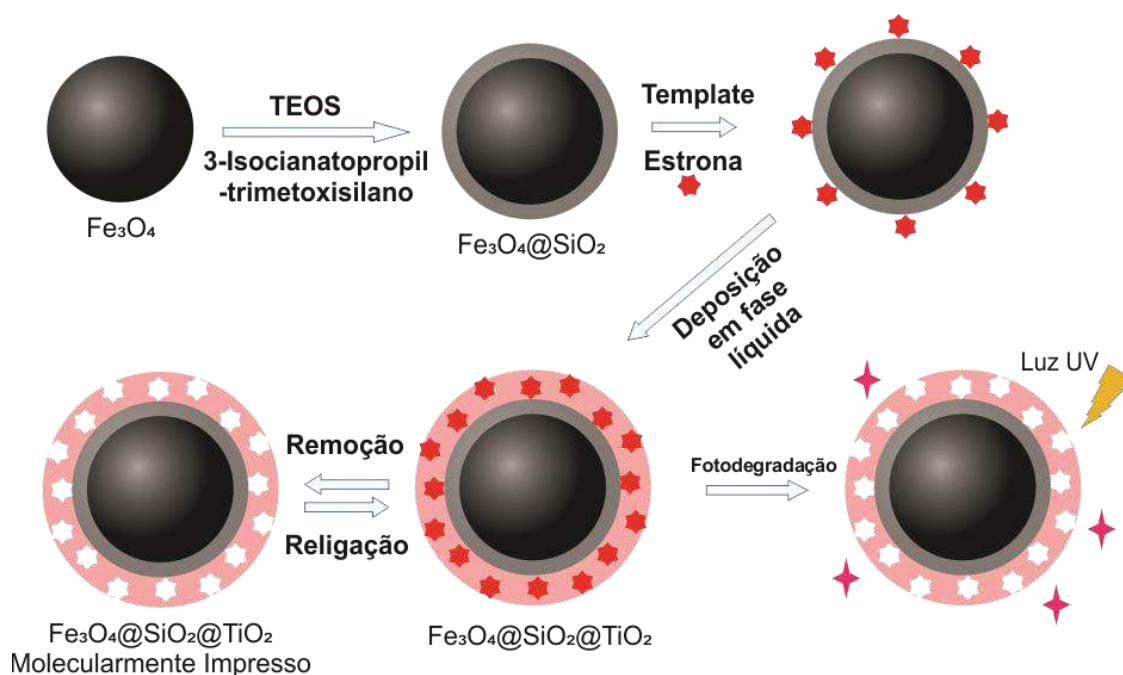 TEOS
3-Isocianatopropil
-trimetoxisilano
Fe₃O₄
Fe₃O₄@SiO₂
Template
Estrona
Deposição
em fase
líquida
Luz UV
Remoção
Religação
Fotodegradação
Fe₃O₄@SiO₂@TiO₂
Molecularmente Impresso
Fe₃O₄@SiO₂@TiO₂